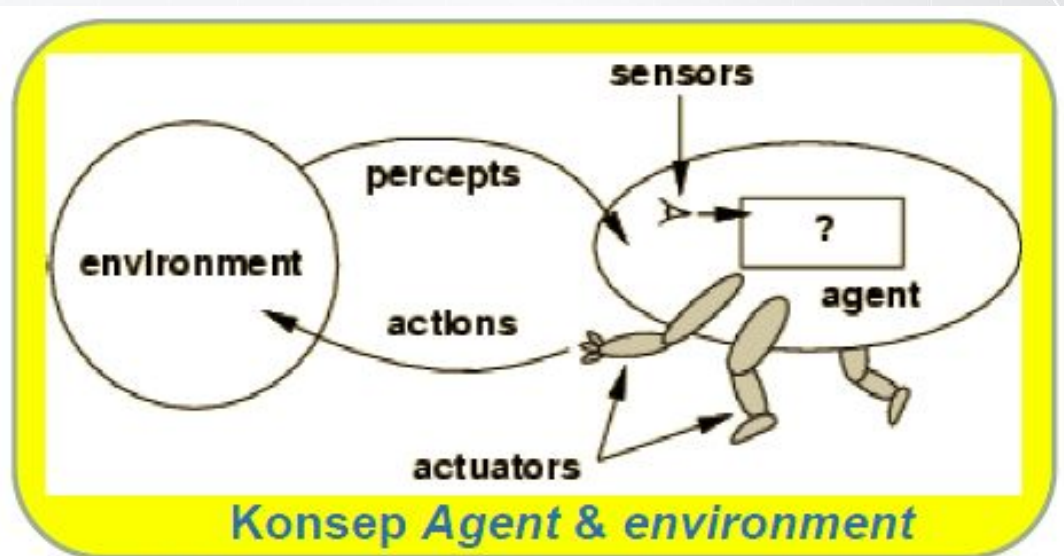 sensors
percepts
environment
?
agent
actions
actuators
Konsep Agent & environment